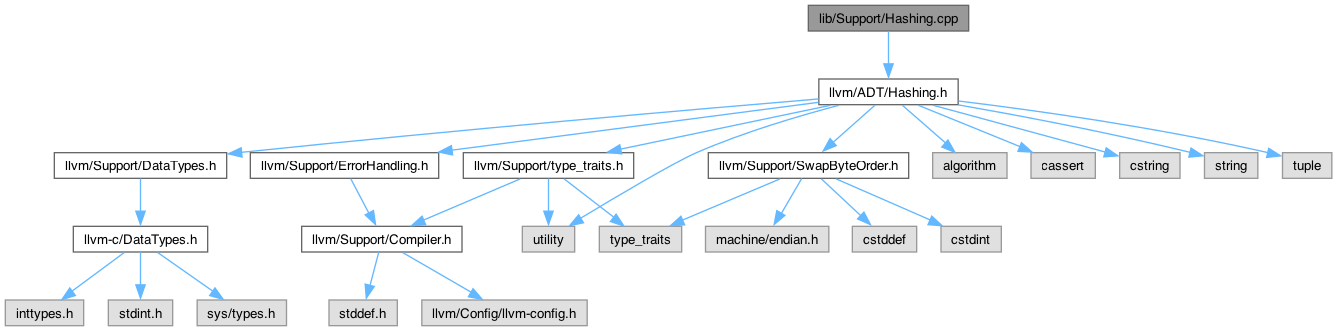 lib/Support/Hashing.cpp
llvm/ADT/Hashing.h
llvm/Support/DataTypes.h
llvm/Support/ErrorHandling.h
llvm/Support/type_traits.h
llvm/Support/SwapByteOrder.h
algorithm
cassert
cstring
string
tuple
llvm-c/DataTypes.h
llvm/Support/Compiler.h
utility
type_traits
machine/endian.h
cstddef
cstdint
inttypes.h
stdint.h
sys/types.h
stddef.h
llvm/Config/llvm-config.h